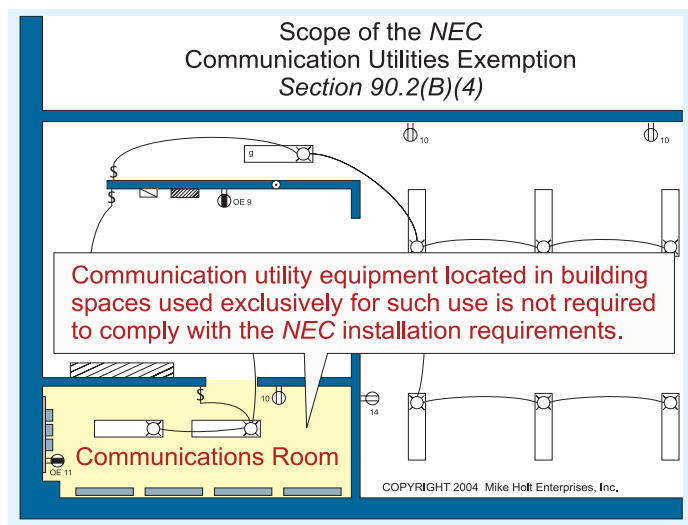 Scope of the NEC
Communication Utilities Exemption
Section 90.2(B)(4)
10
10
g
$
$
OE 9
Communication utility equipment located in building
spaces used exclusively for such use is not required
to comply with the NEC installation requirements.
$
10
14
Communications Room
OE 11
COPYRIGHT 2004 Mike Holt Enterprises, Inc.